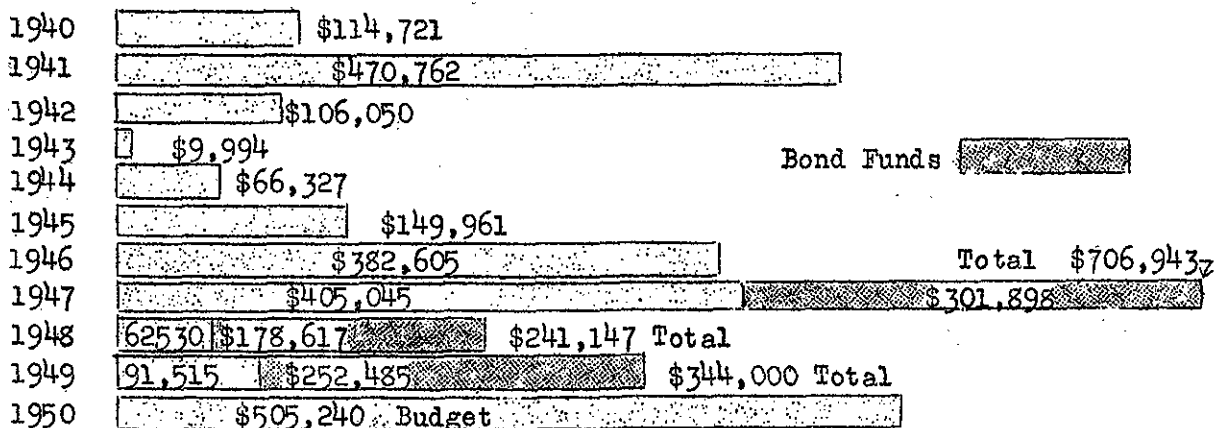 1940 $114,721
1941 $470,762
1942 $106,050
1943 $9,994
Bond Funds
1944 $66,327
1945 $149,961
1946 $382,605 Total $706,943
1947 $405,045 $301,898
1948 62530 $178,617 $241,147 Total
1949 91,515 $252,485 $344,000 Total
1950 $505,240 Budget